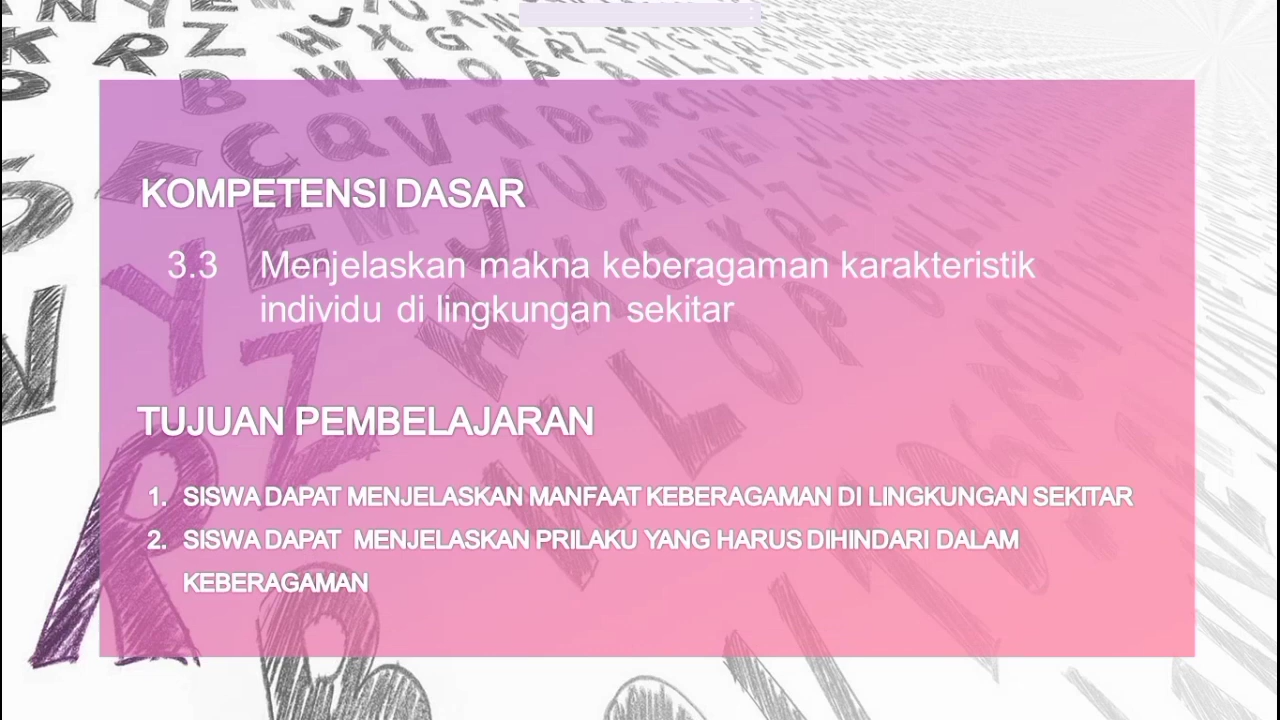 KOMPETENSI DASAR
3.3 Menjelaskan makna keberagaman karakteristik
individu di lingkungan sekitar
TUJUAN PEMBELAJARAN
1. SISWA DAPAT MENJELASKAN MANFAAT KEBERAGAMAN DI LINGKUNGAN SEKITAR
2. SISWA DAPAT MENJELASKAN PRILAKU YANG HARUS DIHINDARI DALAM
KEBERAGAMAN